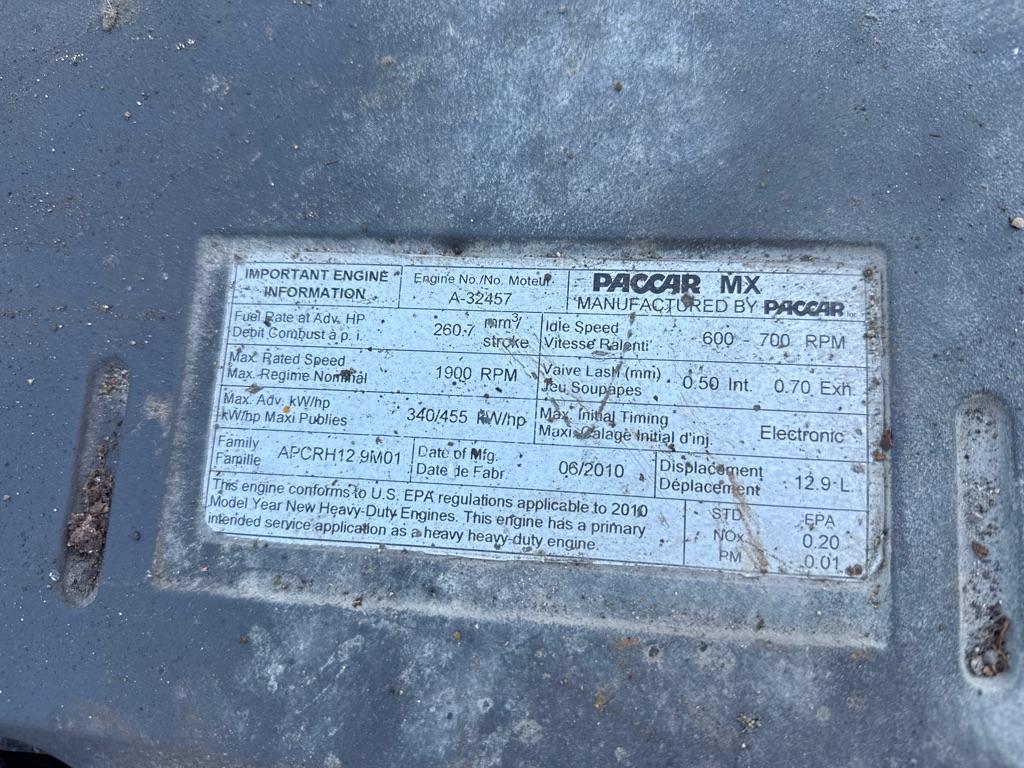 IMPORTANT ENGINE
INFORMATION
Engine No./No. Moteur
A-32457
PACCAR MX
MANUFACTURED BY PACCAR Inc
Fuel Rate at Adv. HP
Debit Combust à p. i.
260.7 mm³/
stroke
Idle Speed
Vitesse Ralenti
600 - 700 RPM
Max. Rated Speed
Max. Regime Nominal
1900 RPM
Valve Lash (mm)
Jeu Soupapes
0.50 Int. 0.70 Exh.
Max. Adv. kW/hp
kW/hp Maxi Publies
340/455 kW/hp
Max. Initial Timing
Maxi. Calage Initial d'inj.
Electronic
Family
Famille
APCRH12.9M01
Date of Mfg.
Date de Fabr.
06/2010
Displacement
Déplacement
12.9 L.
This engine conforms to U.S. EPA regulations applicable to 2010
Model Year New Heavy-Duty Engines. This engine has a primary
intended service application as a heavy heavy-duty engine.
STD EPA
NOx 0.20
PM 0.01